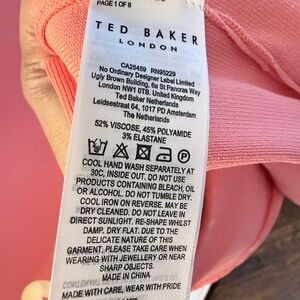 PAGE 1 OF 8
TED BAKER
LONDON
CA25459 RN95229
No Ordinary Designer Label Limited
Ugly Brown Building, 6a St Pancras Way
London NW1 0TB. United Kingdom
Ted Baker Netherlands
Leidsestraat 64, 1017 PD Amsterdam
The Netherlands
52% VISCOSE, 45% POLYAMIDE
3% ELASTANE
P
COOL HAND WASH SEPARATELY AT
30C, INSIDE OUT. DO NOT USE
PRODUCTS CONTAINING BLEACH, OIL
OR ALCOHOL. DO NOT TUMBLE DRY.
COOL IRON ON REVERSE. MAY BE
DRY CLEANED. DO NOT LEAVE IN
DIRECT SUNLIGHT. RE-SHAPE WHILST
DAMP. DRY FLAT. DUE TO THE
DELICATE NATURE OF THIS
GARMENT, PLEASE TAKE CARE WHEN
WEARING WITH JEWELLERY OR NEAR
SHARP OBJECTS.
MADE IN CHINA
MADE WITH CARE, WEAR WITH PRIDE